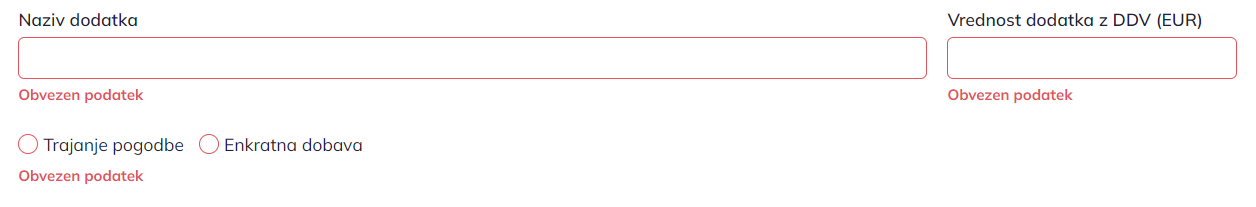 Naziv dodatka
Vrednost dodatka z DDV (EUR)
Obvezen podatek
Obvezen podatek
Trajanje pogodbe
Enkratna dobava
Obvezen podatek